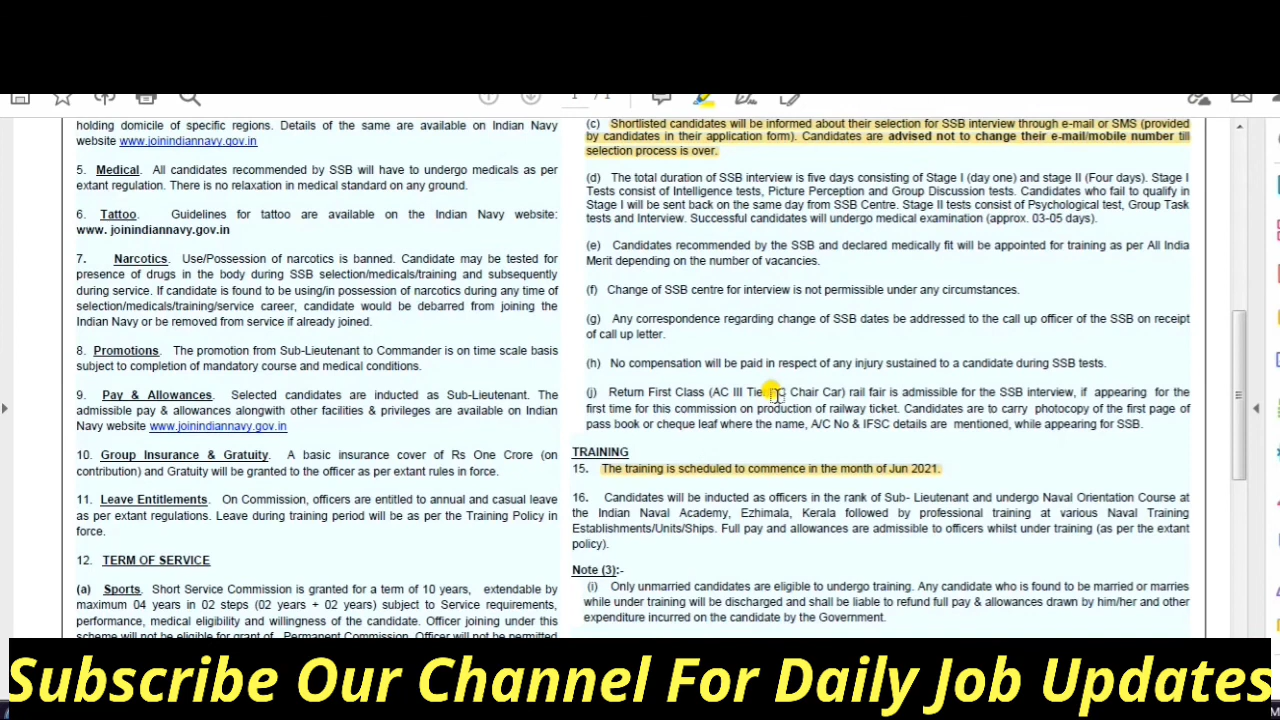 holding domicile of specific regions. Details of the same are available on Indian Navy
website www.joinindiannavy.gov.in
5. Medical. All candidates recommended by SSB will have to undergo medicals as per
extant regulation. There is no relaxation in medical standard on any ground.
6. Tattoo. Guidelines for tattoo are available on the Indian Navy website:
www. joinindiannavy.gov.in
7. Narcotics. Use/Possession of narcotics is banned. Candidate may be tested for
presence of drugs in the body during SSB selection/medicals/training and subsequently
during service. If candidate is found to be using/in possession of narcotics during any time of
selection/medicals/training/service career, candidate would be debarred from joining the
Indian Navy or be removed from service if already joined.
8. Promotions. The promotion from Sub-Lieutenant to Commander is on time scale basis
subject to completion of mandatory course and medical conditions.
9. Pay & Allowances. Selected candidates are inducted as Sub-Lieutenant. The
admissible pay & allowances alongwith other facilities & privileges are available on Indian
Navy website www.joinindiannavy.gov.in
10. Group Insurance & Gratuity. A basic insurance cover of Rs One Crore (on
contribution) and Gratuity will be granted to the officer as per extant rules in force.
11. Leave Entitlements. On Commission, officers are entitled to annual and casual leave
as per extant regulations. Leave during training period will be as per the Training Policy in
force.
12. TERM OF SERVICE
(a) Sports. Short Service Commission is granted for a term of 10 years, extendable by
maximum 04 years in 02 steps (02 years + 02 years) subject to Service requirements,
performance, medical eligibility and willingness of the candidate. Officer joining under this
scheme will not be eligible for grant of Permanent Commission. Officer will not be permitted
(c) Shortlisted candidates will be informed about their selection for SSB interview through e-mail or SMS (provided
by candidates in their application form). Candidates are advised not to change their e-mail/mobile number till
selection process is over.
(d) The total duration of SSB interview is five days consisting of Stage I (day one) and stage II (Four days). Stage I
Tests consist of Intelligence tests, Picture Perception and Group Discussion tests. Candidates who fail to qualify in
Stage I will be sent back on the same day from SSB Centre. Stage II tests consist of Psychological test, Group Task
tests and Interview. Successful candidates will undergo medical examination (approx. 03-05 days).
(e) Candidates recommended by the SSB and declared medically fit will be appointed for training as per All India
Merit depending on the number of vacancies.
(f) Change of SSB centre for interview is not permissible under any circumstances.
(g) Any correspondence regarding change of SSB dates be addressed to the call up officer of the SSB on receipt
of call up letter.
(h) No compensation will be paid in respect of any injury sustained to a candidate during SSB tests.
(j) Return First Class (AC III Chair Car) rail fair is admissible for the SSB interview, if appearing for the
first time for this commission on production of railway ticket. Candidates are to carry photocopy of the first page of
pass book or cheque leaf where the name, A/C No & IFSC details are mentioned, while appearing for SSB.
TRAINING
15. The training is scheduled to commence in the month of Jun 2021.
16. Candidates will be inducted as officers in the rank of Sub- Lieutenant and undergo Naval Orientation Course at
the Indian Naval Academy, Ezhimala, Kerala followed by professional training at various Naval Training
Establishments/Units/Ships. Full pay and allowances are admissible to officers whilst under training (as per the extant
policy).
Note (3):-
(i) Only unmarried candidates are eligible to undergo training. Any candidate who is found to be married or marries
while under training will be discharged and shall be liable to refund full pay & allowances drawn by him/her and other
expenditure incurred on the candidate by the Government.
Subscribe Our Channel For Daily Job Updates